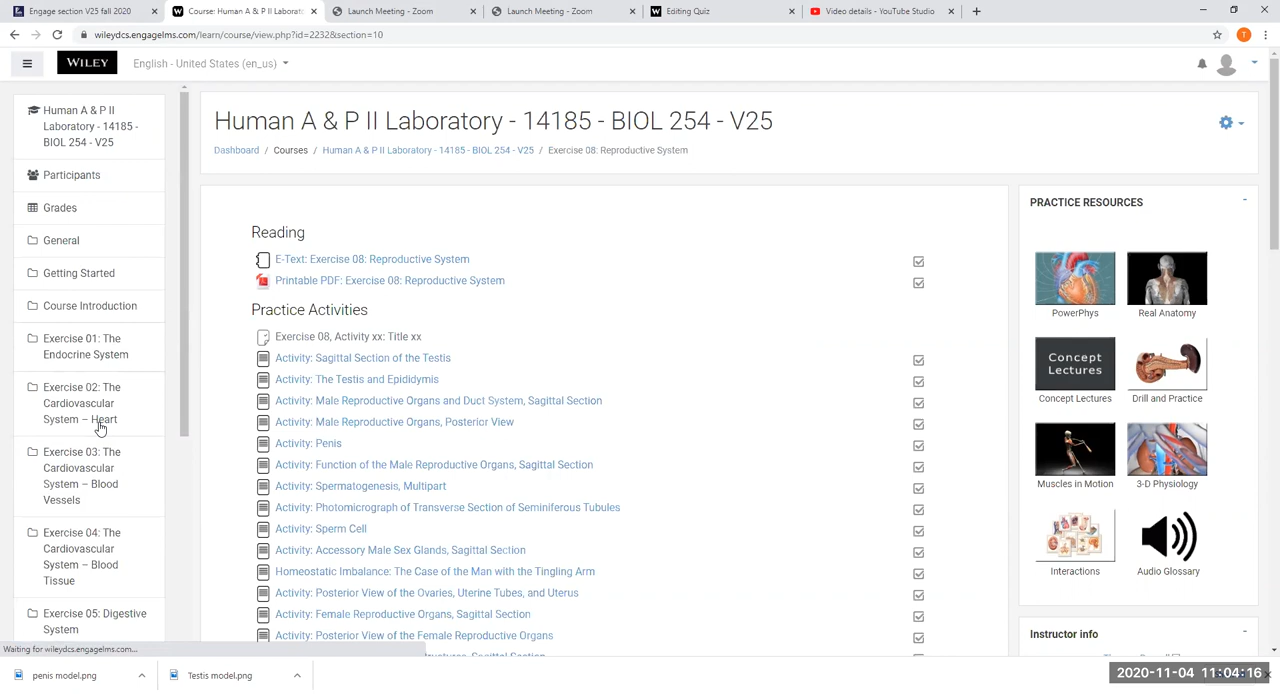 Engage section V25 fall 2020
Course: Human A&P II Laborat
Launch Meeting - Zoom
Launch Meeting - Zoom
Editing Quiz
Video details - YouTube Studio
wileydcs.engagelms.com/learn/course/view.php?id=2232&section=10
T
WILEY
English - United States (en_us)
Human A & P II
Laboratory - 14185 -
BIOL 254 - V25
Participants
Grades
General
Getting Started
Course Introduction
Exercise 01: The
Endocrine System
Exercise 02: The
Cardiovascular
System – Heart
Exercise 03: The
Cardiovascular
System – Blood
Vessels
Exercise 04: The
Cardiovascular
System – Blood
Tissue
Exercise 05: Digestive
System
Human A & P II Laboratory - 14185 - BIOL 254 - V25
Dashboard / Courses / Human A & P II Laboratory - 14185 - BIOL 254 - V25 / Exercise 08: Reproductive System
Reading
E-Text: Exercise 08: Reproductive System
Printable PDF: Exercise 08: Reproductive System
Practice Activities
Exercise 08, Activity xx: Title xx
Activity: Sagittal Section of the Testis
Activity: The Testis and Epididymis
Activity: Male Reproductive Organs and Duct System, Sagittal Section
Activity: Male Reproductive Organs, Posterior View
Activity: Penis
Activity: Function of the Male Reproductive Organs, Sagittal Section
Activity: Spermatogenesis, Multipart
Activity: Photomicrograph of Transverse Section of Seminiferous Tubules
Activity: Sperm Cell
Activity: Accessory Male Sex Glands, Sagittal Section
Homeostatic Imbalance: The Case of the Man with the Tingling Arm
Activity: Posterior View of the Ovaries, Uterine Tubes, and Uterus
Activity: Female Reproductive Organs, Sagittal Section
Activity: Posterior View of the Female Reproductive Organs
PRACTICE RESOURCES
PowerPhys
Real Anatomy
Concept
Lectures
Concept Lectures
Drill and Practice
Muscles in Motion
3-D Physiology
Interactions
Audio Glossary
Instructor info
Waiting for wileydcs.engagelms.com...
penis model.png
Testis model.png
2020-11-04 11:04:16